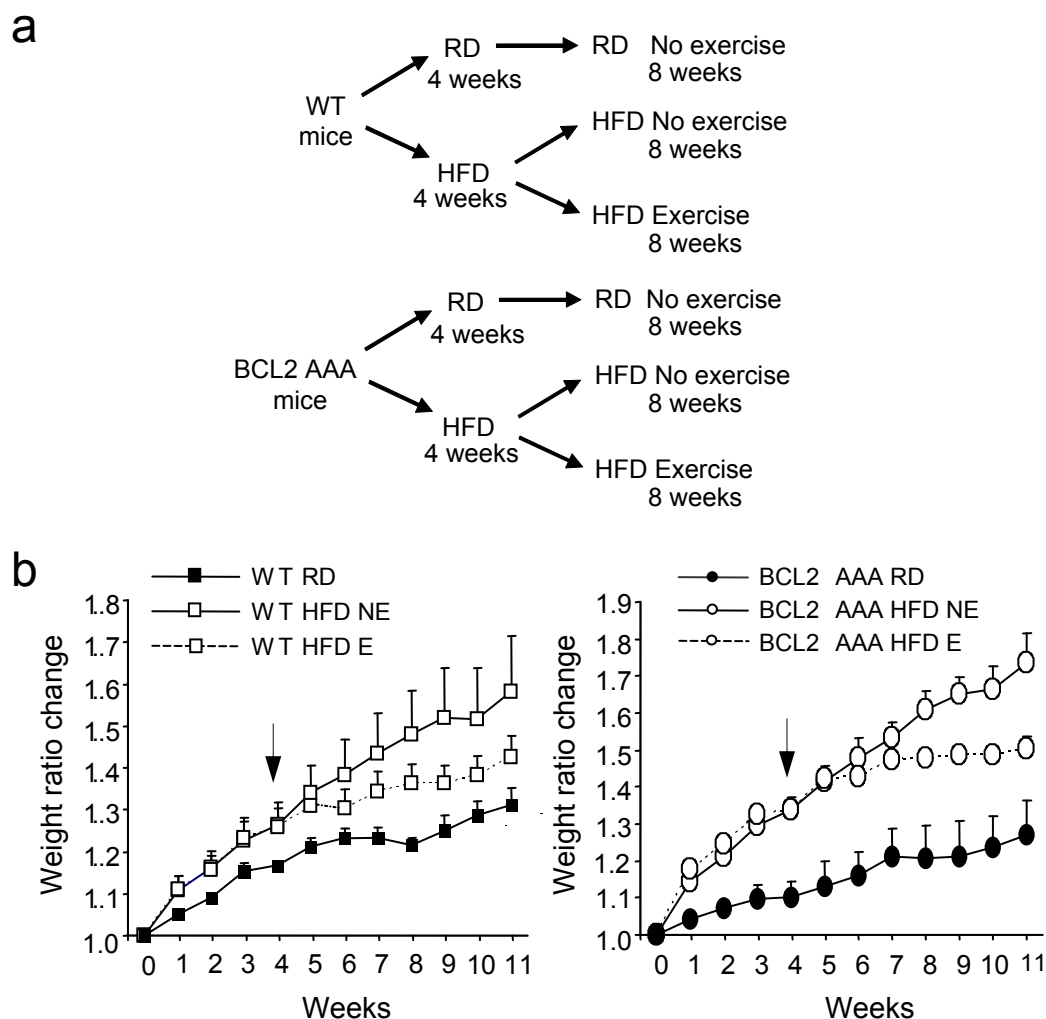 a
RD
4 weeks
RD No exercise
8 weeks
WT
mice
HFD No exercise
8 weeks
HFD
4 weeks
HFD Exercise
8 weeks
RD
4 weeks
RD No exercise
8 weeks
BCL2 AAA
mice
HFD No exercise
8 weeks
HFD
4 weeks
HFD Exercise
8 weeks
b
WT RD
WT HFD NE
WT HFD E
Weight ratio change
1.8
1.7
1.6
1.5
1.4
1.3
1.2
1.1
1.0
0 1 2 3 4 5 6 7 8 9 10 11
Weeks
BCL2 AAA RD
BCL2 AAA HFD NE
BCL2 AAA HFD E
Weight ratio change
1.9
1.8
1.7
1.6
1.5
1.4
1.3
1.2
1.1
1.0
0 1 2 3 4 5 6 7 8 9 10 11
Weeks